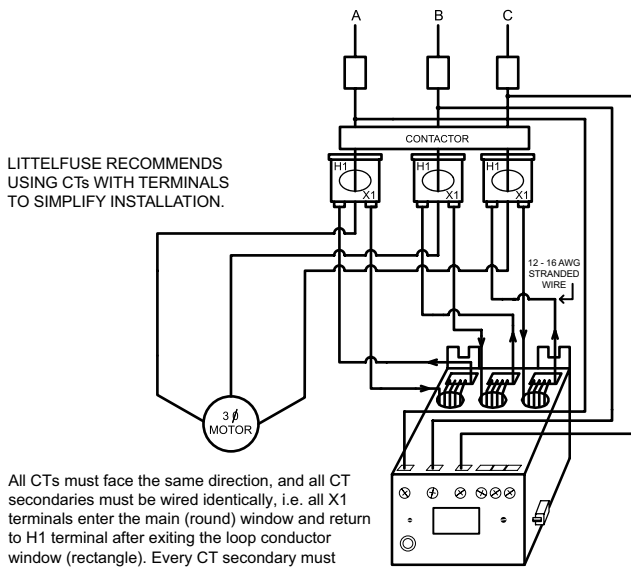 A B C
CONTACTOR
H1 H1 H1
X1 X1 X1
LITTELFUSE RECOMMENDS
USING CTs WITH TERMINALS
TO SIMPLIFY INSTALLATION.
12 - 16 AWG
STRANDED
WIRE
3 ϕ
MOTOR
All CTs must face the same direction, and all CT
secondaries must be wired identically, i.e. all X1
terminals enter the main (round) window and return
to H1 terminal after exiting the loop conductor
window (rectangle). Every CT secondary must